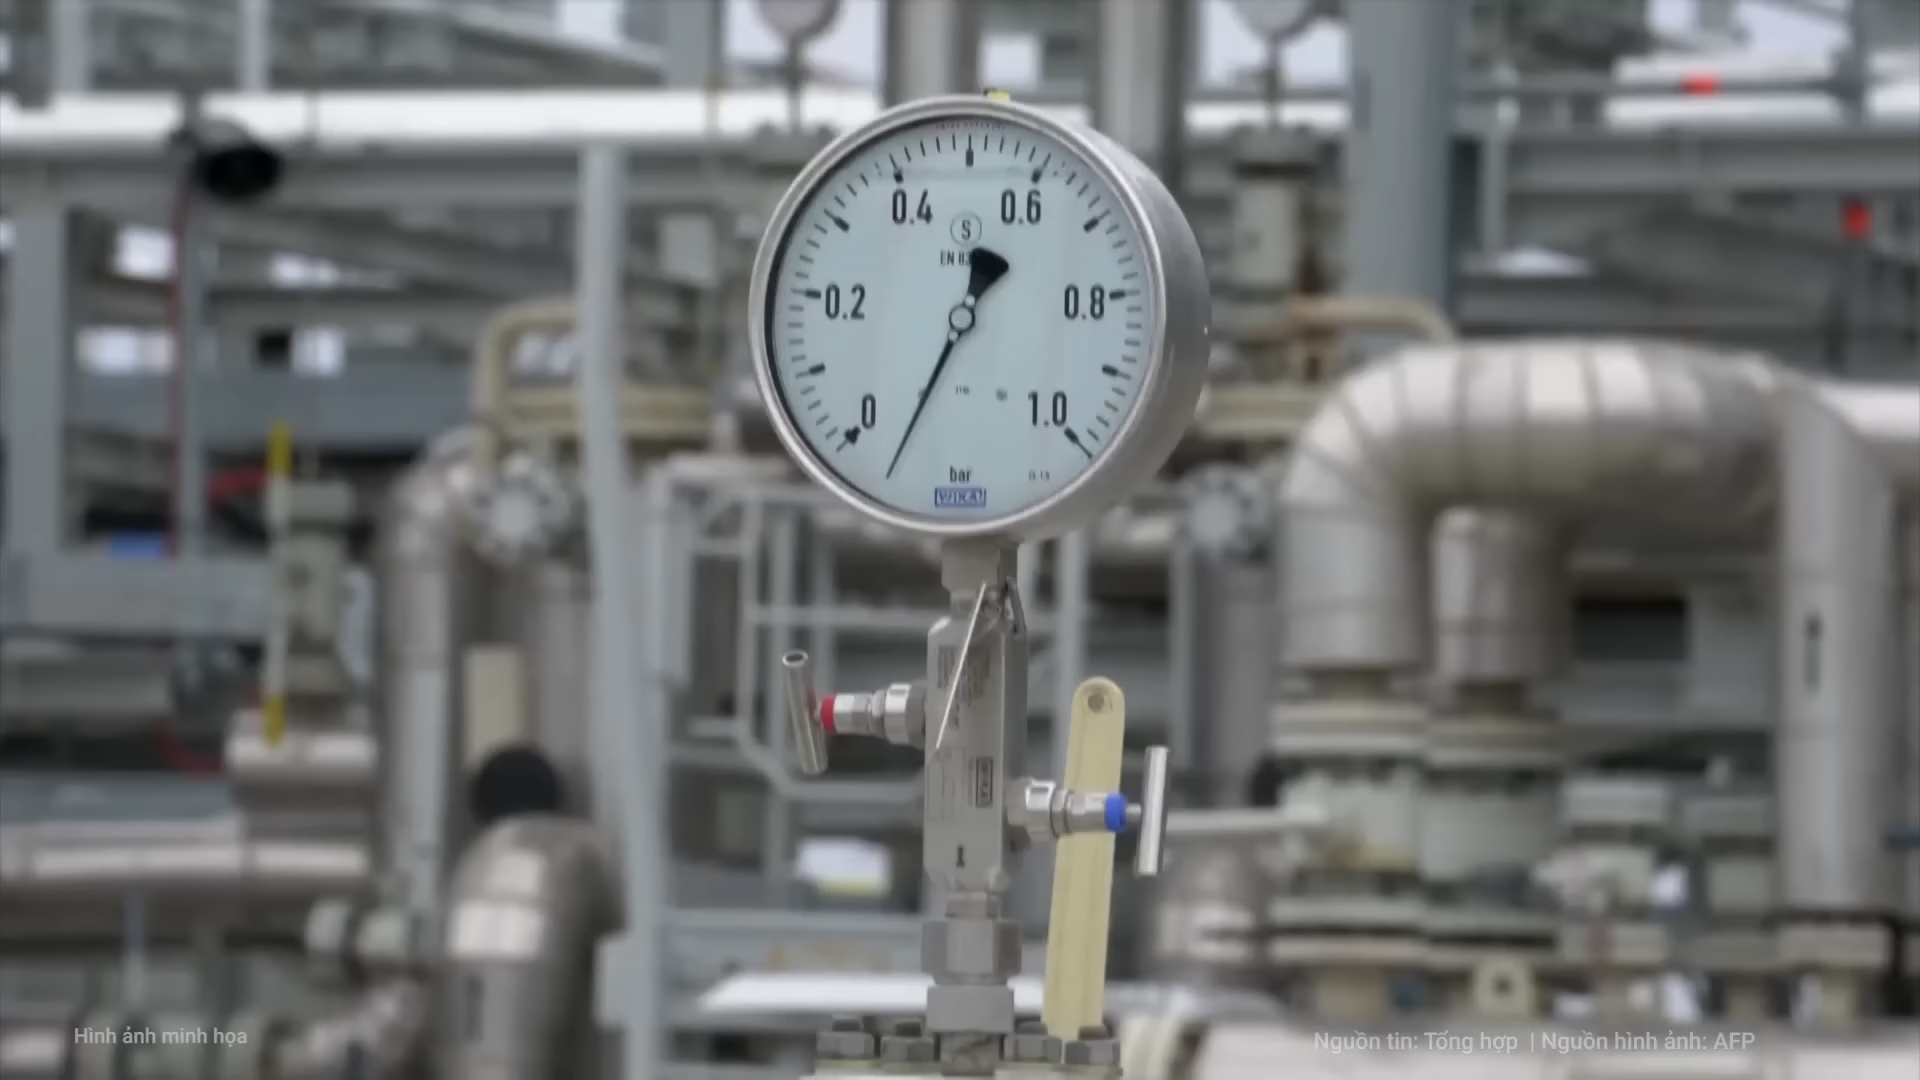 0.4 0.6
S
0.2 0.8
0 1.0
bar
WIKA
WIKA
Hình ảnh minh họa
Nguồn tin: Tổng hợp | Nguồn hình ảnh: AFP